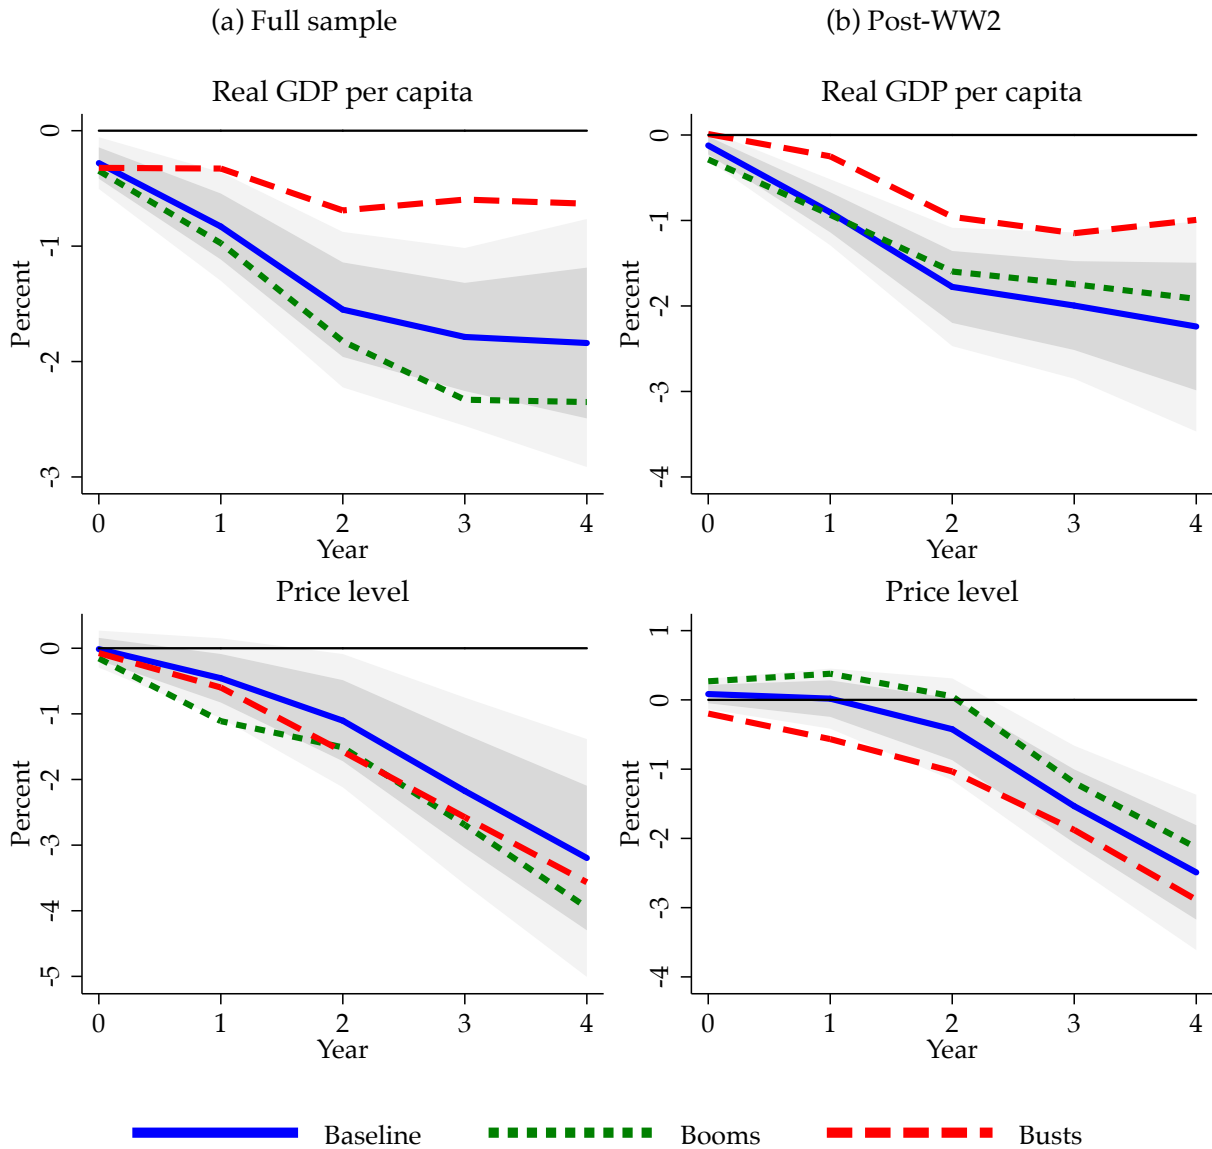 (a) Full sample
(b) Post-WW2
Real GDP per capita
0
-1
-2
-3
Percent
0 1 2 3 4
Year
Real GDP per capita
0
-1
-2
-3
-4
Percent
0 1 2 3 4
Year
Price level
0
-1
-2
-3
-4
-5
Percent
0 1 2 3 4
Year
Price level
1
0
-1
-2
-3
-4
Percent
0 1 2 3 4
Year
Baseline Booms Busts